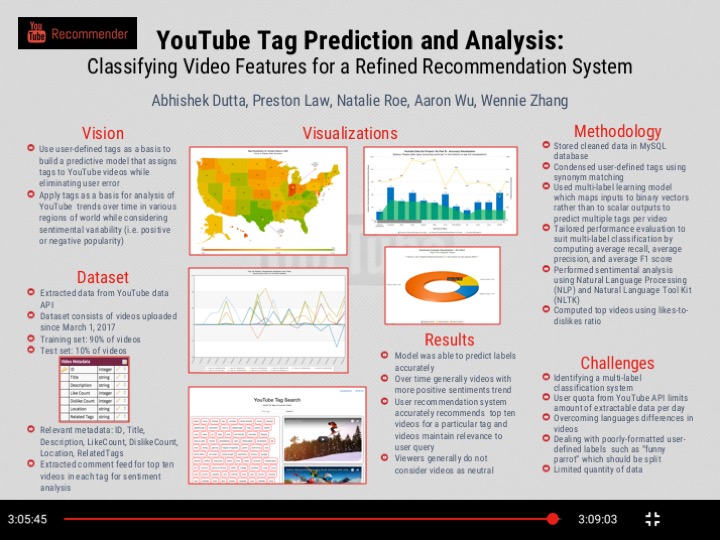 You
Tube
Recommender
YouTube Tag Prediction and Analysis:
Classifying Video Features for a Refined Recommendation System
Abhishek Dutta, Preston Law, Natalie Roe, Aaron Wu, Wennie Zhang
Vision
Use user-defined tags as a basis to
build a predictive model that assigns
tags to YouTube videos while
eliminating user error
Apply tags as a basis for analysis of
YouTube trends over time in various
regions of world while considering
sentimental variability (i.e. positive
or negative popularity)
Dataset
Extracted data from YouTube data
API
Dataset consists of videos uploaded
since March 1, 2017
Training set: 90% of videos
Test set: 10% of videos
Video Metadata
ID integer
Title string
Description string
Like Count integer
Dislike Count integer
Location string
Related Tags string
Relevant metadata: ID, Title,
Description, LikeCount, DislikeCount,
Location, RelatedTags
Extracted comment feed for top ten
videos in each tag for sentiment
analysis
Visualizations
YouTube Tag Search
Results
Model was able to predict labels
accurately
Over time generally videos with
more positive sentiments trend
User recommendation system
accurately recommends top ten
videos for a particular tag and
videos maintain relevance to
user query
Viewers generally do not
consider videos as neutral
Methodology
Stored cleaned data in MySQL
database
Condensed user-defined tags using
synonym matching
Used multi-label learning model
which maps inputs to binary vectors
rather than to scalar outputs to
predict multiple tags per video
Tailored performance evaluation to
suit multi-label classification by
computing average recall, average
precision, and average F1 score
Performed sentimental analysis
using Natural Language Processing
(NLP) and Natural Language Tool Kit
(NLTK)
Computed top videos using likes-to-
dislikes ratio
Challenges
Identifying a multi-label
classification system
User quota from YouTube API limits
amount of extractable data per day
Overcoming languages differences in
videos
Dealing with poorly-formatted user-
defined labels such as “funny
parrot” which should be split
Limited quantity of data
3:05:45
3:09:03